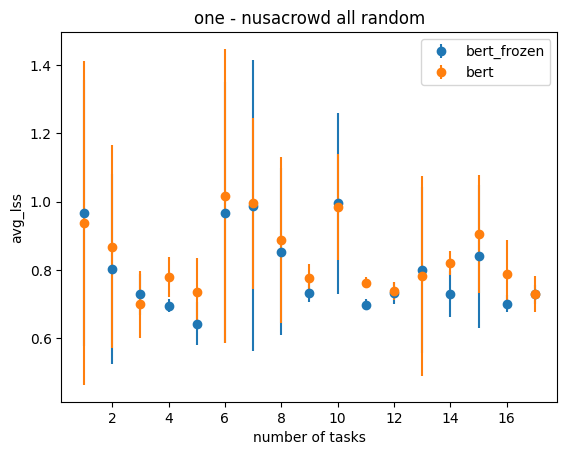 one - nusacrowd all random
bert_frozen
bert
1.4
1.2
1.0
0.8
0.6
avg_lss
2 4 6 8 10 12 14 16
number of tasks